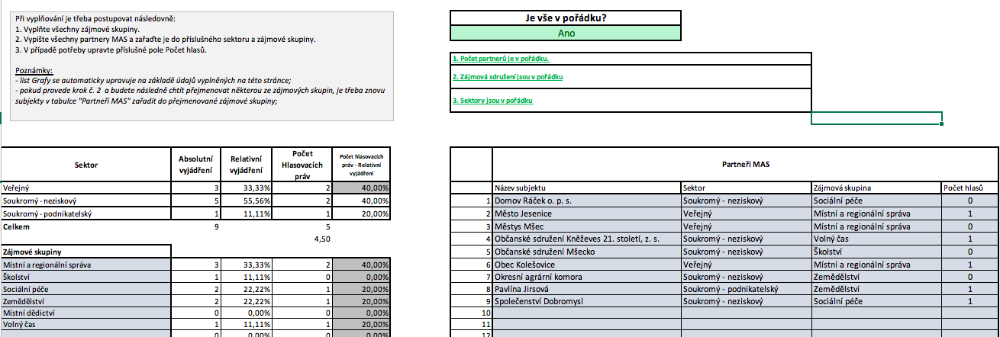 Při vyplňování je třeba postupovat následovně:
1. Vyplňte všechny zájmové skupiny.
2. Vypište všechny partnery MAS a zařaďte je do příslušného sektoru a zájmové skupiny.
3. V případě potřeby upravte příslušné pole Počet hlasů.
Poznámky:
- list Grafy se automaticky upravuje na základě údajů vyplněných na této stránce;
- pokud provede krok č. 2 a budete následně chtít přejmenovat některou ze zájmových skupin, je třeba znovu
subjekty v tabulce "Partneři MAS" zařadit do přejmenované zájmové skupiny;
Je vše v pořádku?
Ano
1. Počet partnerů je v pořádku.
2. Zájmová sdružení jsou v pořádku
3. Sektory jsou v pořádku
Sektor
Absolutní
vyjádření
Relativní
vyjádření
Počet
Hlasovacích
práv
Počet hlasovacích
práv - Relativní
vyjádření
Veřejný 3 33,33% 2 40,00%
Soukromý - neziskový 5 55,56% 2 40,00%
Soukromý - podnikatelský 1 11,11% 1 20,00%
Celkem 9 5
4,50
Zájmové skupiny
Místní a regionální správa 3 33,33% 2 40,00%
Školství 1 11,11% 0 0,00%
Sociální péče 2 22,22% 1 20,00%
Zemědělství 2 22,22% 1 20,00%
Místní dědictví 0 0,00% 0 0,00%
Volný čas 1 11,11% 1 20,00%
0 0,00% 0 0,00%
Partneři MAS
Název subjektu Sektor Zájmová skupina Počet hlasů
1 Domov Ráček o. p. s. Soukromý - neziskový Sociální péče 0
2 Město Jesenice Veřejný Místní a regionální správa 1
3 Městys Mšec Veřejný Místní a regionální správa 0
4 Občanské sdružení Kněževes 21. století, z. s. Soukromý - neziskový Volný čas 1
5 Občanské sdružení Mšecko Soukromý - neziskový Školství 0
6 Obec Kolešovice Veřejný Místní a regionální správa 1
7 Okresní agrární komora Soukromý - neziskový Zemědělství 0
8 Pavlína Jirsová Soukromý - podnikatelský Zemědělství 1
9 Společenství Dobromysl Soukromý - neziskový Sociální péče 1
10
11
12